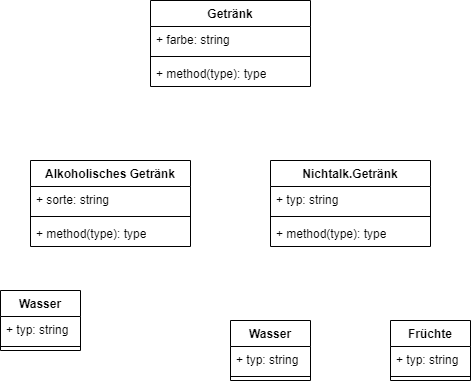 Getränk
+ farbe: string
+ method(type): type
Alkoholisches Getränk
+ sorte: string
+ method(type): type
Nichtalk.Getränk
+ typ: string
+ method(type): type
Wasser
+ typ: string
Wasser
+ typ: string
Früchte
+ typ: string